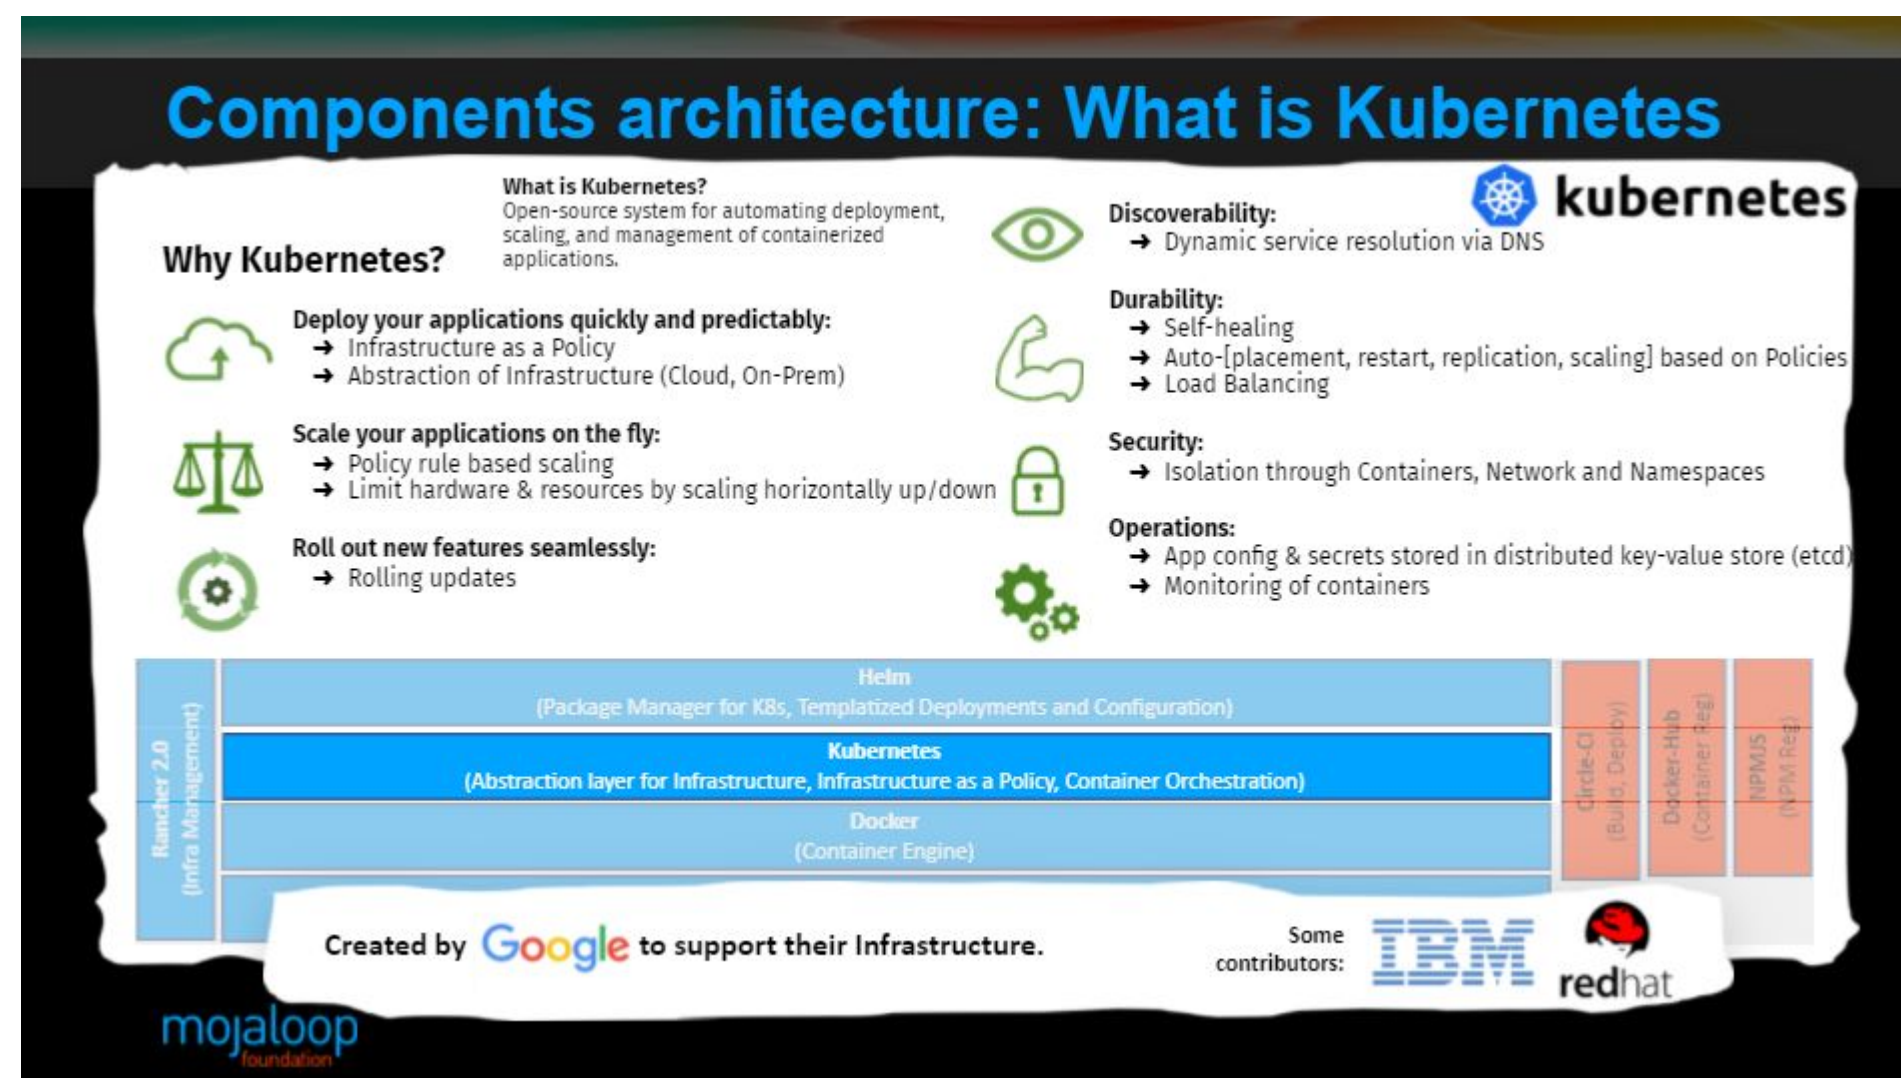 Components architecture: What is Kubernetes
kubernetes
What is Kubernetes?
Open-source system for automating deployment,
scaling, and management of containerized
applications.
Why Kubernetes?
Deploy your applications quickly and predictably:
➔ Infrastructure as a Policy
➔ Abstraction of Infrastructure (Cloud, On-Prem)
Scale your applications on the fly:
➔ Policy rule based scaling
➔ Limit hardware & resources by scaling horizontally up/down
Roll out new features seamlessly:
➔ Rolling updates
Discoverability:
➔ Dynamic service resolution via DNS
Durability:
➔ Self-healing
➔ Auto-[placement, restart, replication, scaling] based on Policies
➔ Load Balancing
Security:
➔ Isolation through Containers, Network and Namespaces
Operations:
➔ App config & secrets stored in distributed key-value store (etcd)
➔ Monitoring of containers
Rancher 2.0
(Infra Management)
Helm
(Package Manager for K8s, Templatized Deployments and Configuration)
Kubernetes
(Abstraction layer for Infrastructure, Infrastructure as a Policy, Container Orchestration)
Docker
(Container Engine)
Circle-CI
(Build, Deploy)
Docker-Hub
(Container Reg)
NPMJS
(NPM Reg)
Created by Google to support their Infrastructure.
Some
contributors:
IBM
redhat
mojaloop
foundation